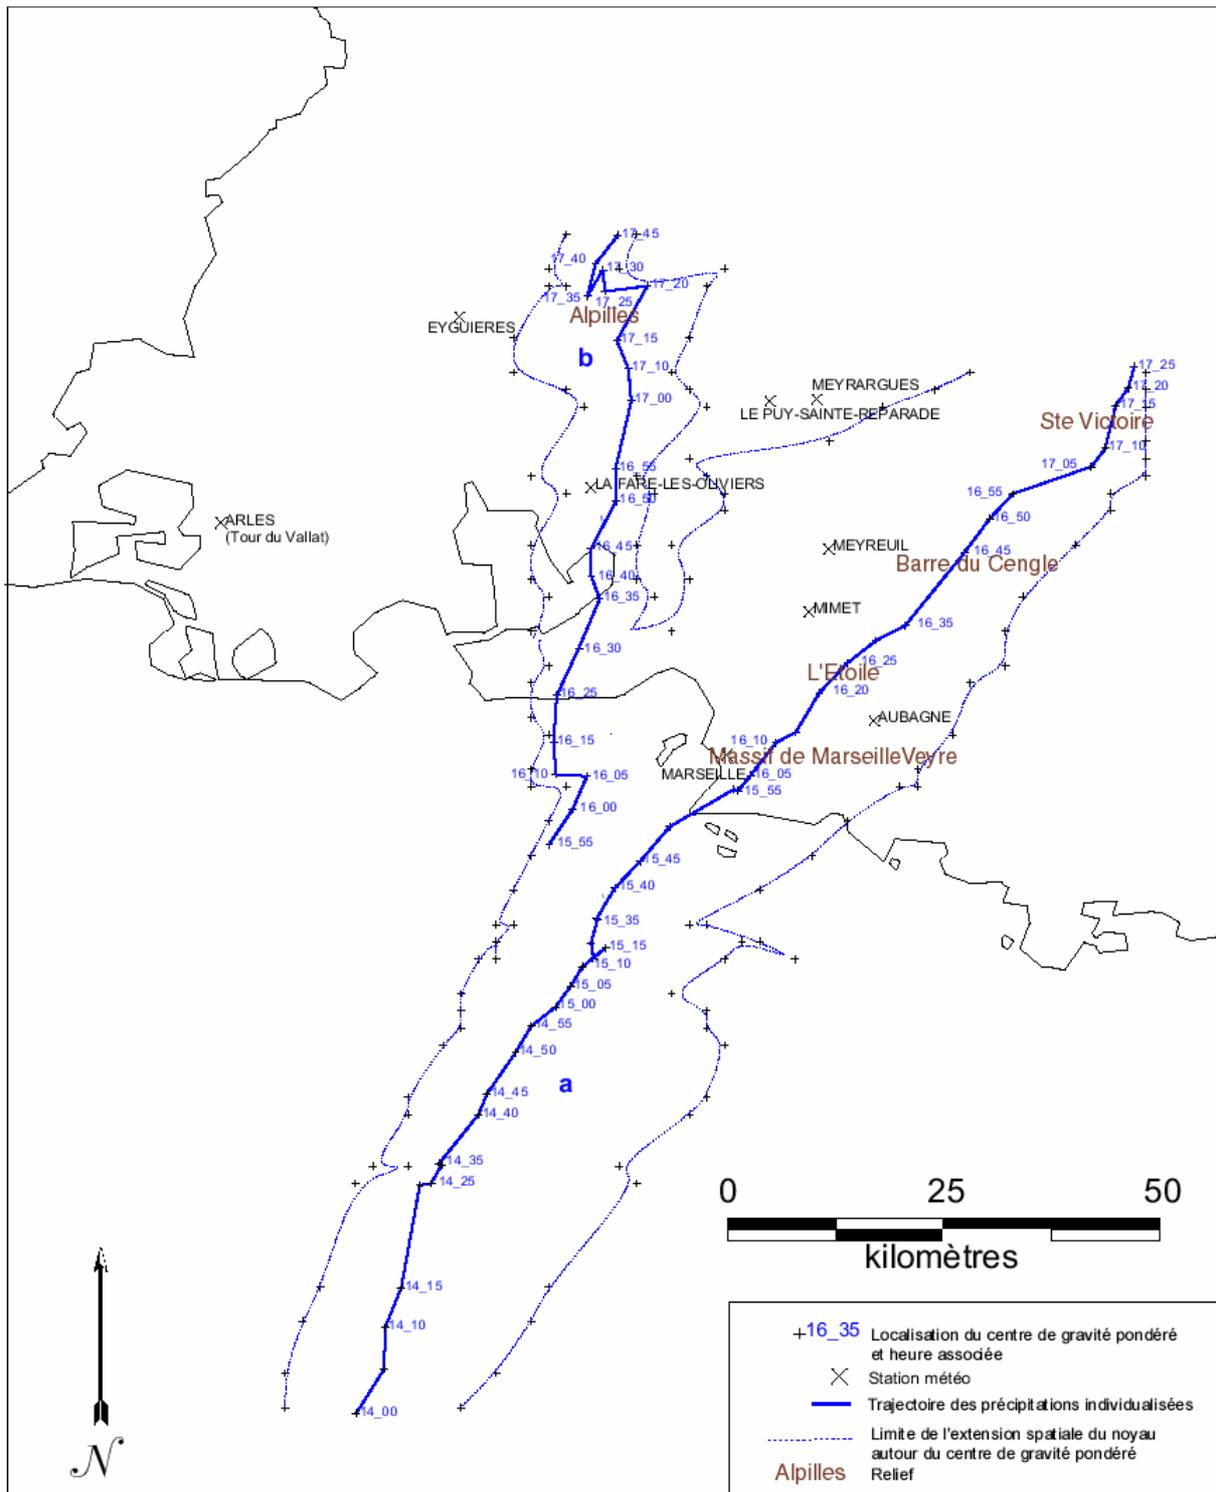 17_45
17_40
17_30
17_20
17_35
17_25
Alpilles
EYGUIERES
17_15
b
17_10
17_25
17_20
MEYRARGUES
17_00
17_15
LE PUY-SAINTE-REPARADE
Ste Victoire
17_10
16_55
17_05
LA FARE-LES-OLIVIERS
16_55
16_50
ARLES
(Tour du Vallat)
16_50
16_45
MEYREUIL
16_45
Barre du Cengle
16_40
16_35
MIMET
16_35
16_30
16_25
L'Etoile
16_20
16_25
AUBAGNE
16_15
16_10
Massif de MarseilleVeyre
16_10
16_05
MARSEILLE
16_05
15_55
16_00
15_55
15_45
15_40
15_35
15_15
15_10
15_05
15_00
14_55
14_50
a
14_45
14_40
14_35
14_25
0 25 50
kilomètres
14_15
14_10
14_00
N
+16_35 Localisation du centre de gravité pondéré
et heure associée
Station météo
Trajectoire des précipitations individualisées
Limite de l'extension spatiale du noyau
autour du centre de gravité pondéré
Alpilles Relief